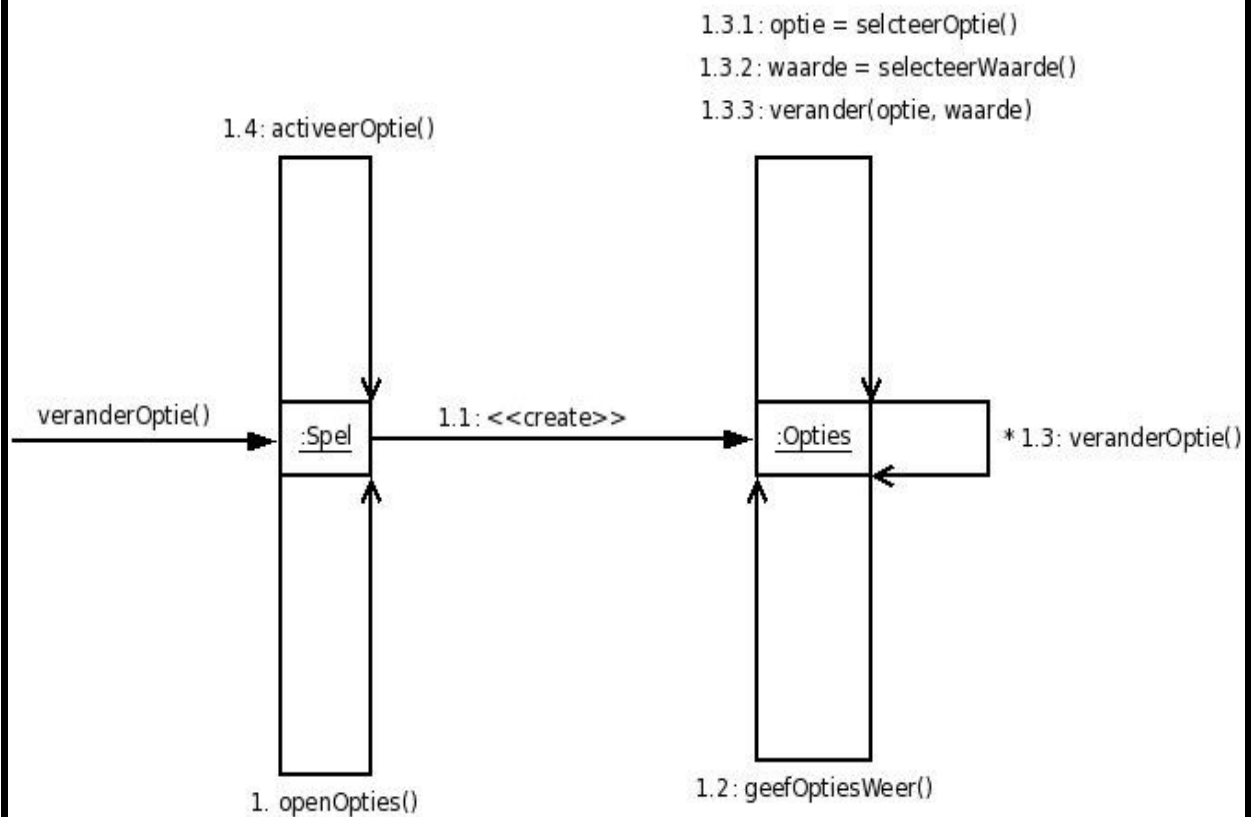 1.3.1: optie = selcteerOptie()
1.3.2: waarde = selecteerWaarde()
1.3.3: verander(optie, waarde)
1.4: activeerOptie()
veranderOptie()
:Spel
1.1: <<create>>
:Opties
* 1.3: veranderOptie()
1. openOpties()
1.2: geefOptiesWeer()